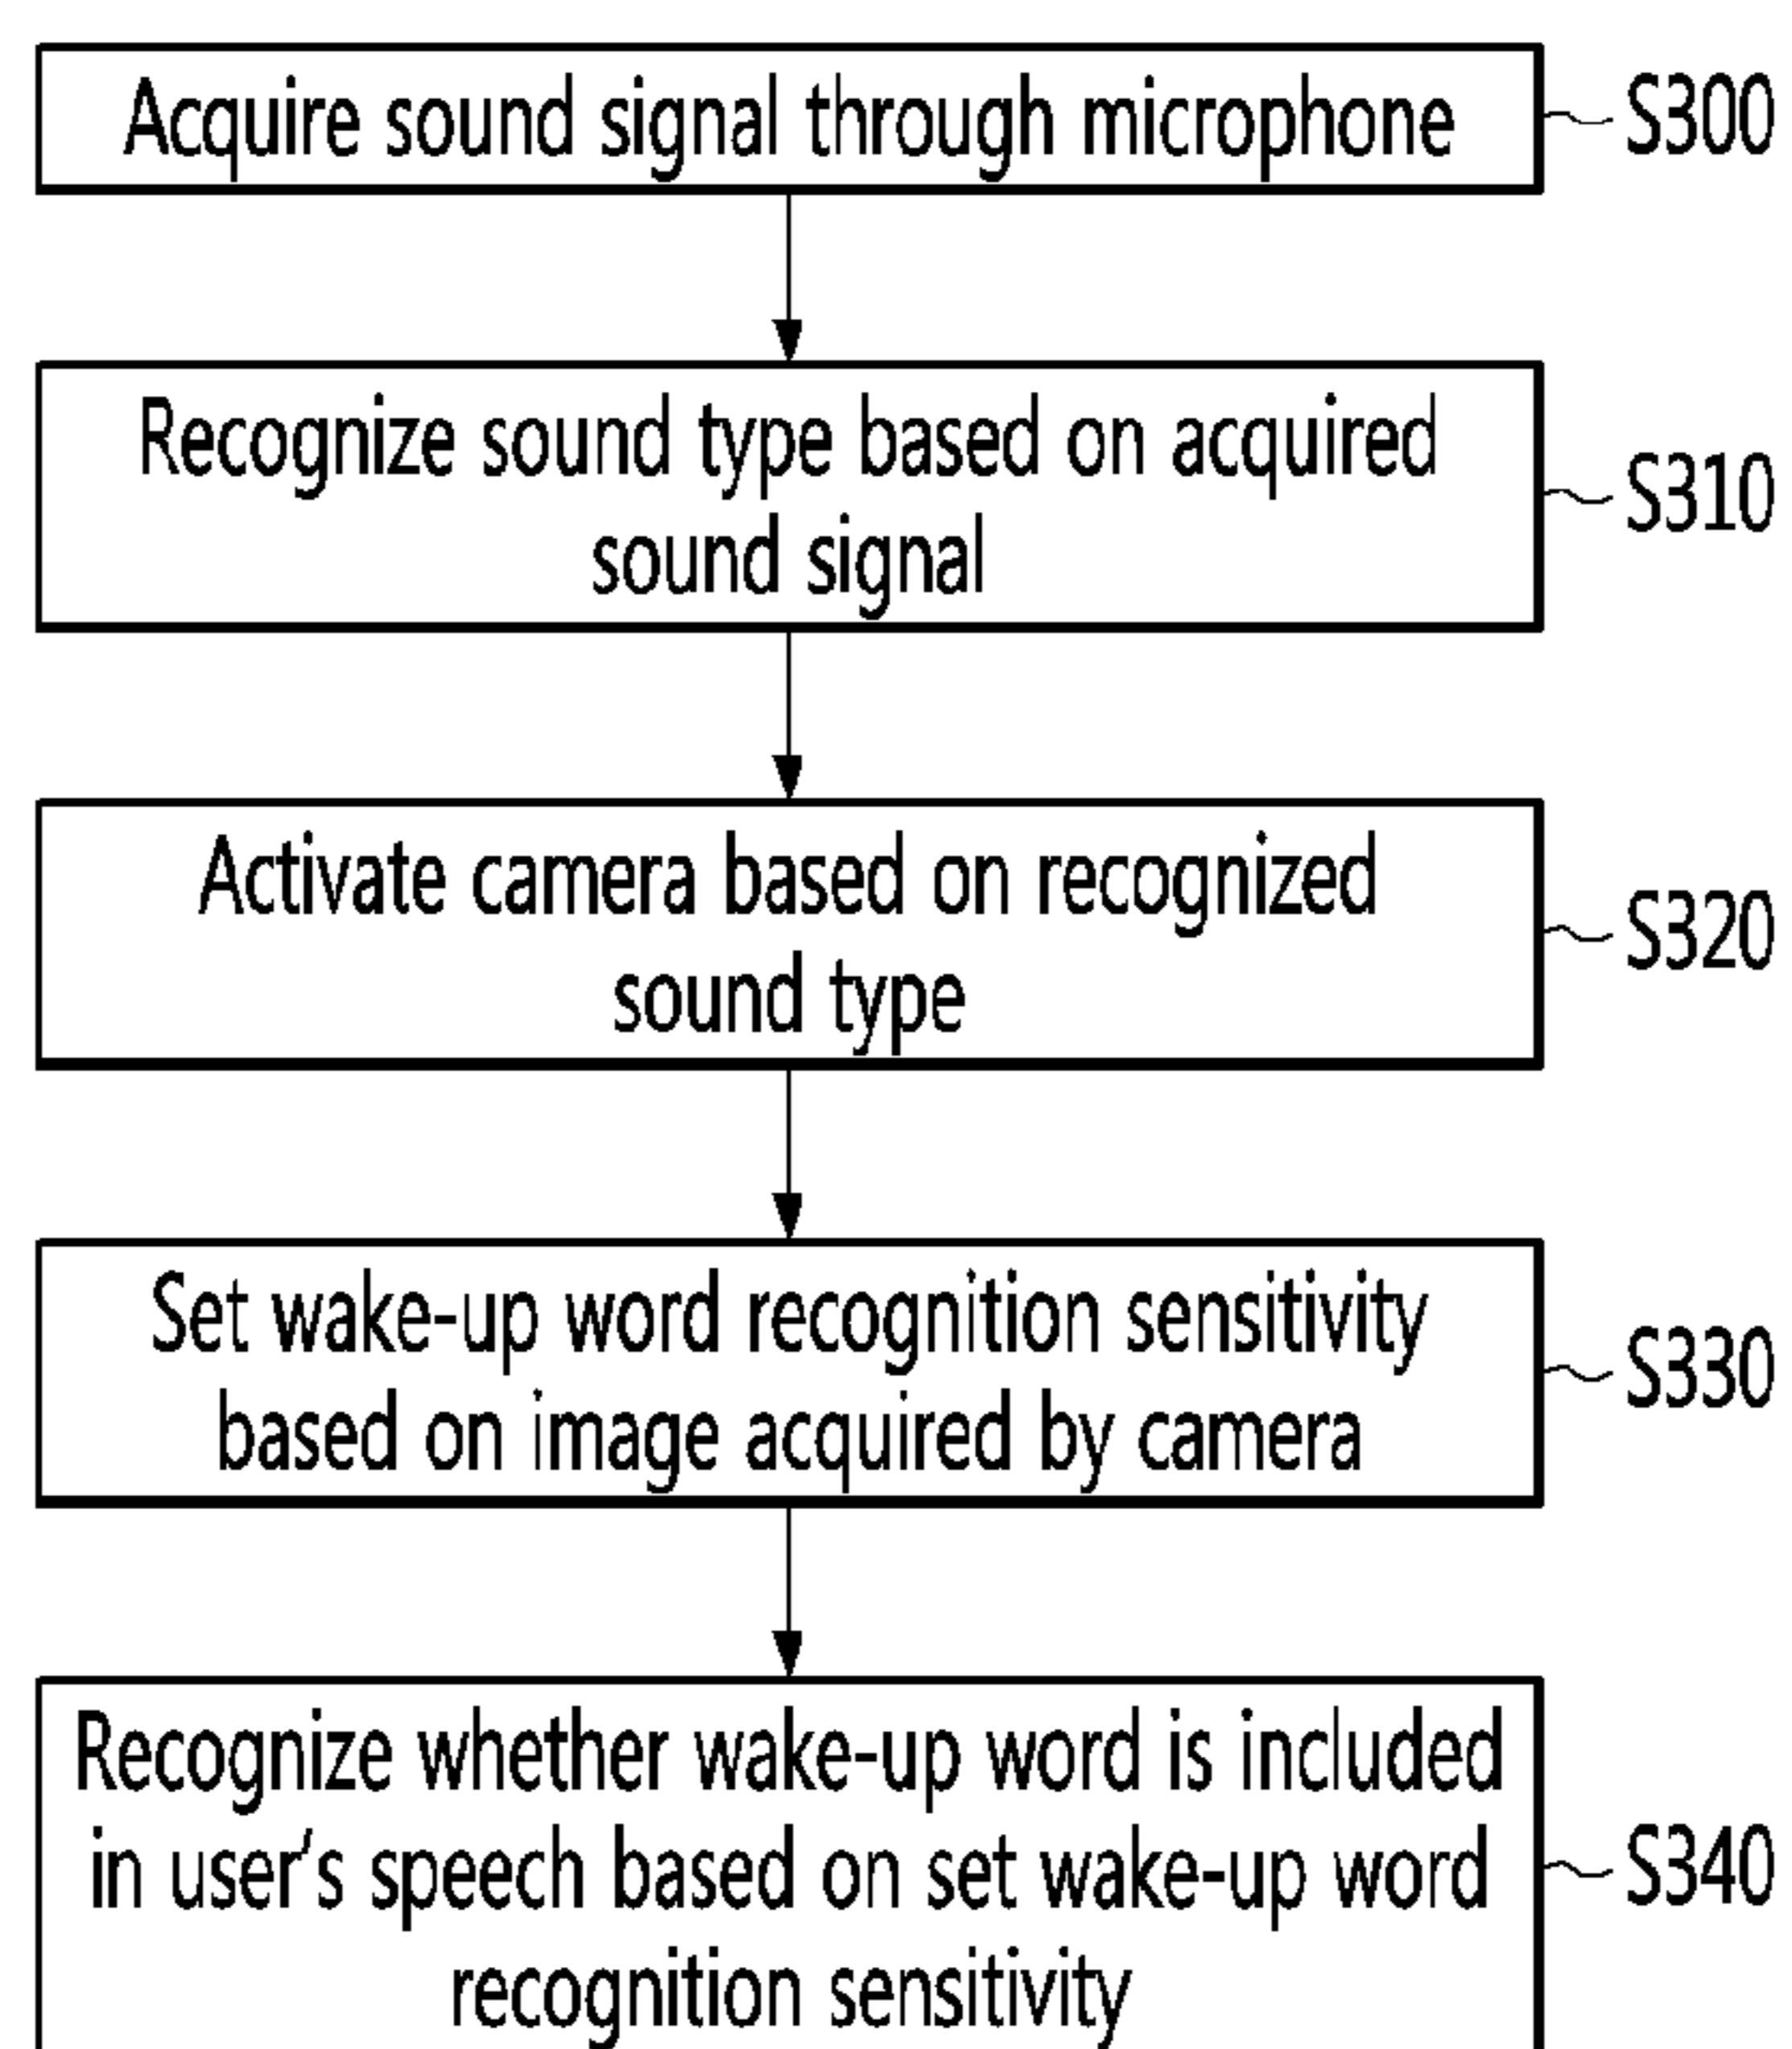 Acquire sound signal through microphone
S300
Recognize sound type based on acquired
sound signal
S310
Activate camera based on recognized
sound type
S320
Set wake-up word recognition sensitivity
based on image acquired by camera
S330
Recognize whether wake-up word is included
in user's speech based on set wake-up word
recognition sensitivity
S340